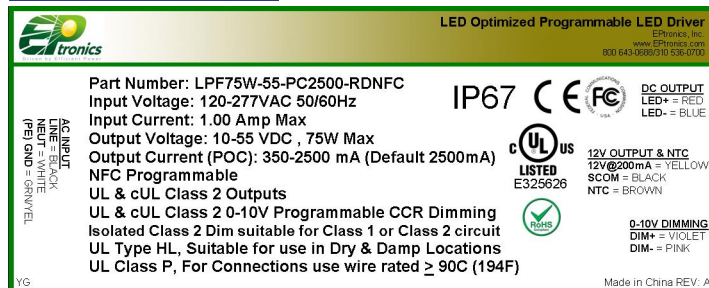 LED Optimized Programmable LED Driver
EPtronics, Inc.
www.EPtronics.com
800 643-0688/310 536-0700
EPtronics
Driven by Efficient Power
Part Number: LPF75W-55-PC2500-RDNFC
Input Voltage: 120-277VAC 50/60Hz
Input Current: 1.00 Amp Max
Output Voltage: 10-55 VDC , 75W Max
Output Current (POC): 350-2500 mA (Default 2500mA)
NFC Programmable
UL & cUL Class 2 Outputs
UL & cUL Class 2 0-10V Programmable CCR Dimming
Isolated Class 2 Dim suitable for Class 1 or Class 2 circuit
UL Type HL, Suitable for use in Dry & Damp Locations
UL Class P, For Connections use wire rated ≥ 90C (194F)
AC INPUT
LINE = BLACK
NEUT = WHITE
(PE) GND = GRN/YEL
IP67 CE FC
FEDERAL COMMUNICATIONS COMMISSION
USA
C UL US
LISTED
E325626
RoHS
DC OUTPUT
LED+ = RED
LED- = BLUE
12V OUTPUT & NTC
12V@200mA = YELLOW
SCOM = BLACK
NTC = BROWN
0-10V DIMMING
DIM+ = VIOLET
DIM- = PINK
YG
Made in China REV: A